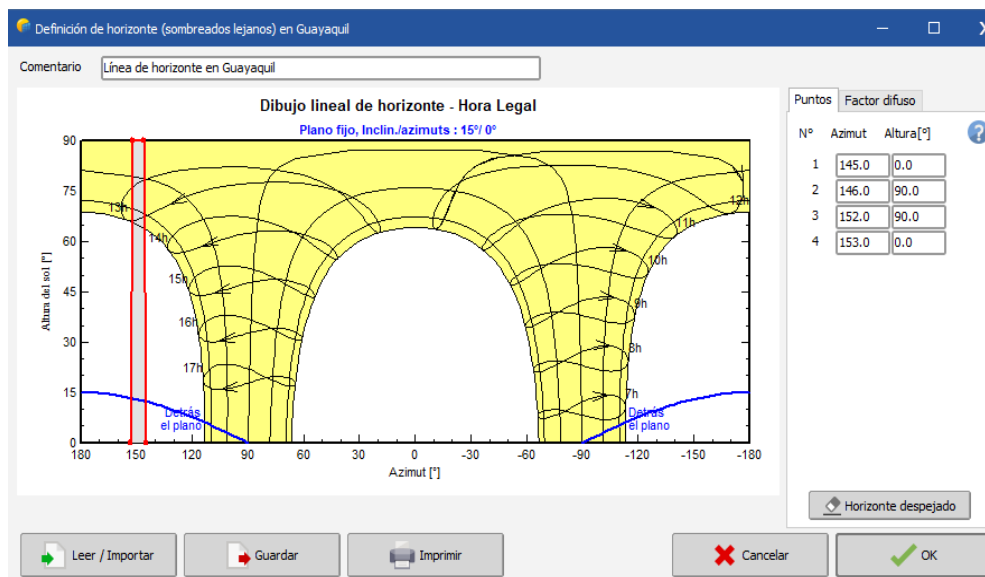 Definición de horizonte (sombreados lejanos) en Guayaquil
Comentario
Línea de horizonte en Guayaquil
Dibujo lineal de horizonte - Hora Legal
Plano fijo, Inclin./azimuts : 15°/ 0°
90
75
60
45
30
15
0
Altura del sol [°]
13h
14h
15h
16h
17h
12h
11h
10h
9h
8h
7h
Detrás
el plano
Detrás
el plano
180 150 120 90 60 30 0 -30 -60 -90 -120 -150 -180
Azimut [°]
Puntos Factor difuso
N° Azimut Altura[°] ?
1 145.0 0.0
2 146.0 90.0
3 152.0 90.0
4 153.0 0.0
Horizonte despejado
Leer / Importar Guardar Imprimir Cancelar OK